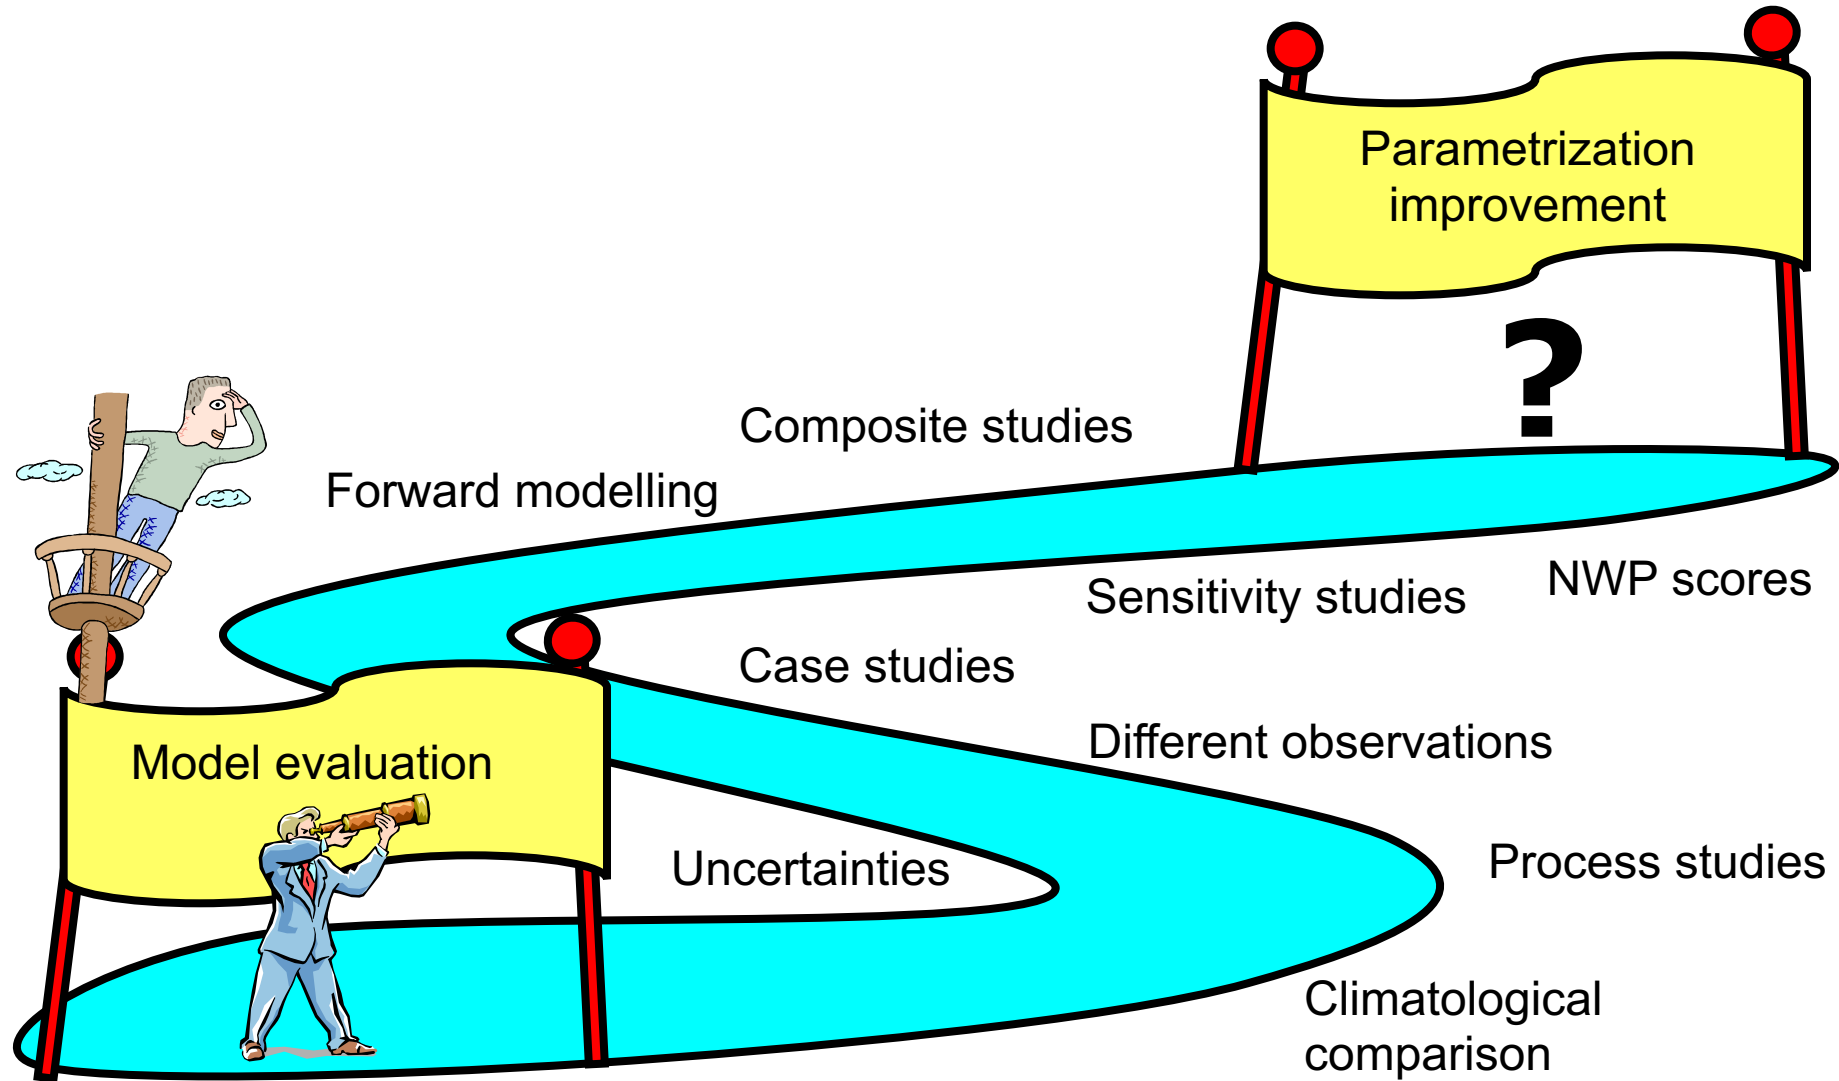 Parametrization
improvement
?
Composite studies
Forward modelling
NWP scores
Sensitivity studies
Case studies
Different observations
Model evaluation
Uncertainties
Process studies
Climatological
comparison